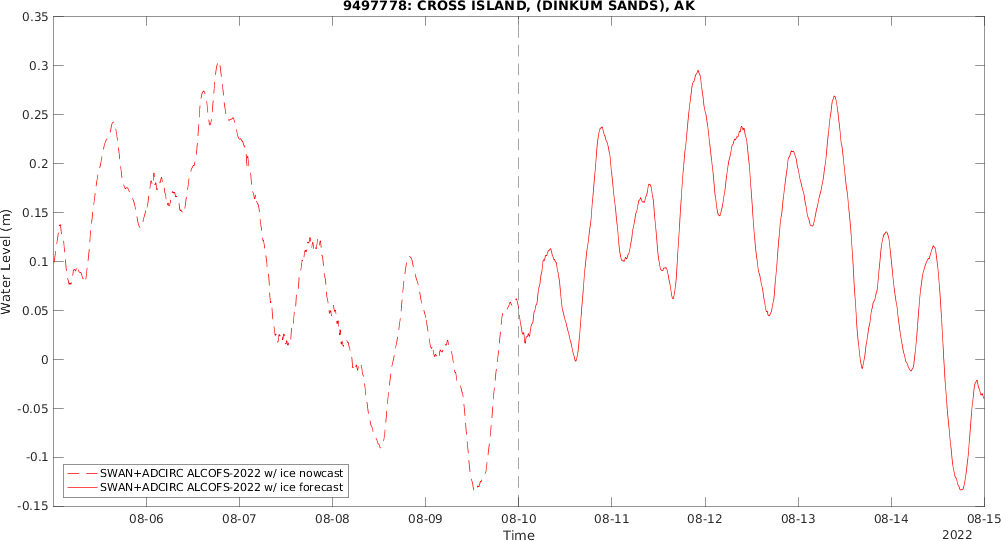 9497778: CROSS ISLAND, (DINKUM SANDS), AK
0.35
0.3
0.25
0.2
0.15
0.1
0.05
0
-0.05
-0.1
-0.15
Water Level (m)
SWAN+ADCIRC ALCOFS-2022 w/ ice nowcast
SWAN+ADCIRC ALCOFS-2022 w/ ice forecast
08-06 08-07 08-08 08-09 08-10 08-11 08-12 08-13 08-14 08-15
Time
2022